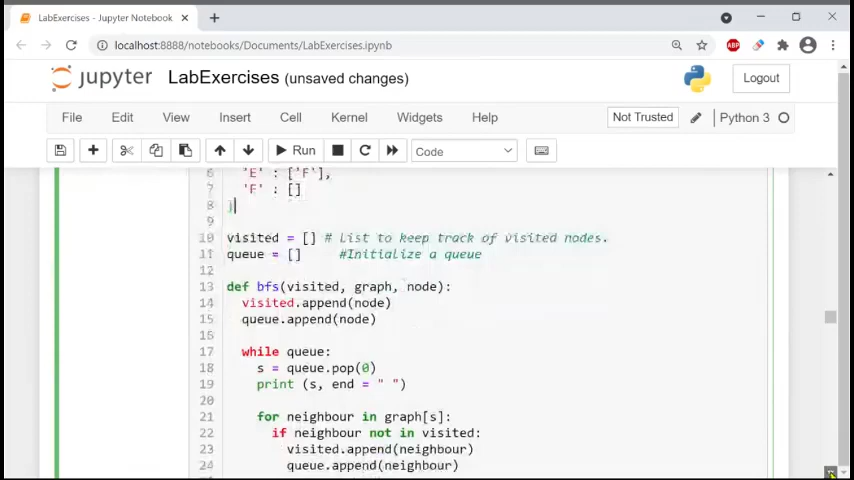 LabExercises - Jupyter Notebook
localhost:8888/notebooks/Documents/LabExercises.ipynb
ABP
jupyter LabExercises (unsaved changes)
Logout
File Edit View Insert Cell Kernel Widgets Help
Not Trusted
Python 3
Run
Code
6 'E' : ['F'],
7 'F' : []
8 }
9
10 visited = [] # List to keep track of visited nodes.
11 queue = [] #Initialize a queue
12
13 def bfs(visited, graph, node):
14 visited.append(node)
15 queue.append(node)
16
17 while queue:
18 s = queue.pop(0)
19 print (s, end = " ")
20
21 for neighbour in graph[s]:
22 if neighbour not in visited:
23 visited.append(neighbour)
24 queue.append(neighbour)